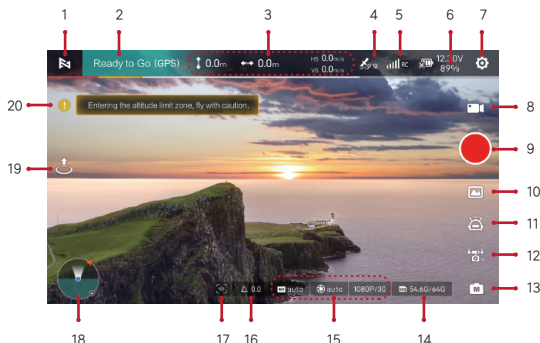 1 2 3 4 5 6 7
Ready to Go (GPS) 0.0m 0.0m HS 0.0m/s RC 12.20V
VS 0.0m/s 89%
20 Entering the altitude limit zone, fly with caution. 8
9
19 10
11
12
M 13
0.0 auto auto 1080P/30 54.6G/64G
18 17 16 15 14